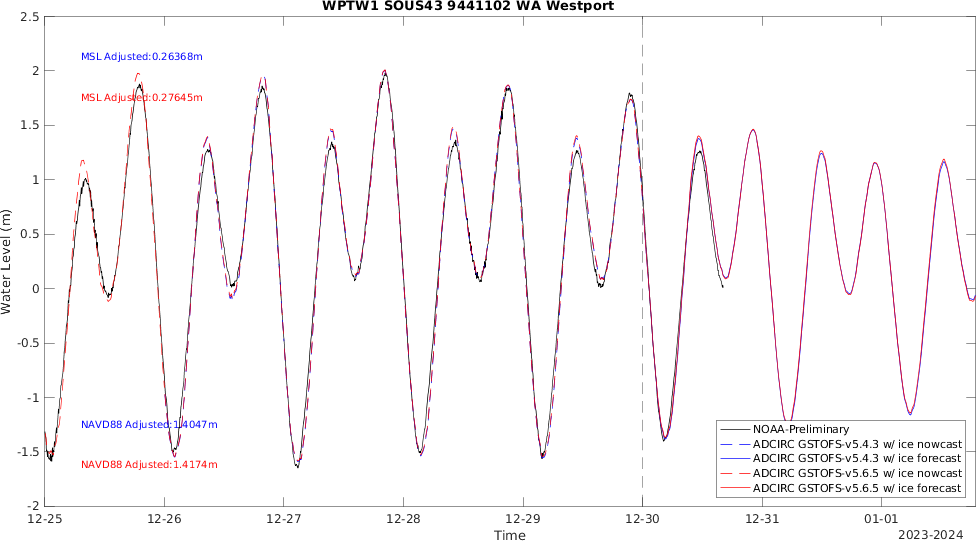 WPTW1 SOUS43 9441102 WA Westport
2.5
2
1.5
1
0.5
0
-0.5
-1
-1.5
-2
Water Level (m)
MSL Adjusted:0.26368m
MSL Adjusted:0.27645m
NAVD88 Adjusted:1.4047m
NAVD88 Adjusted:1.4174m
NOAA-Preliminary
ADCIRC GSTOFS-v5.4.3 w/ ice nowcast
ADCIRC GSTOFS-v5.4.3 w/ ice forecast
ADCIRC GSTOFS-v5.6.5 w/ ice nowcast
ADCIRC GSTOFS-v5.6.5 w/ ice forecast
12-25 12-26 12-27 12-28 12-29 12-30 12-31 01-01
Time
2023-2024